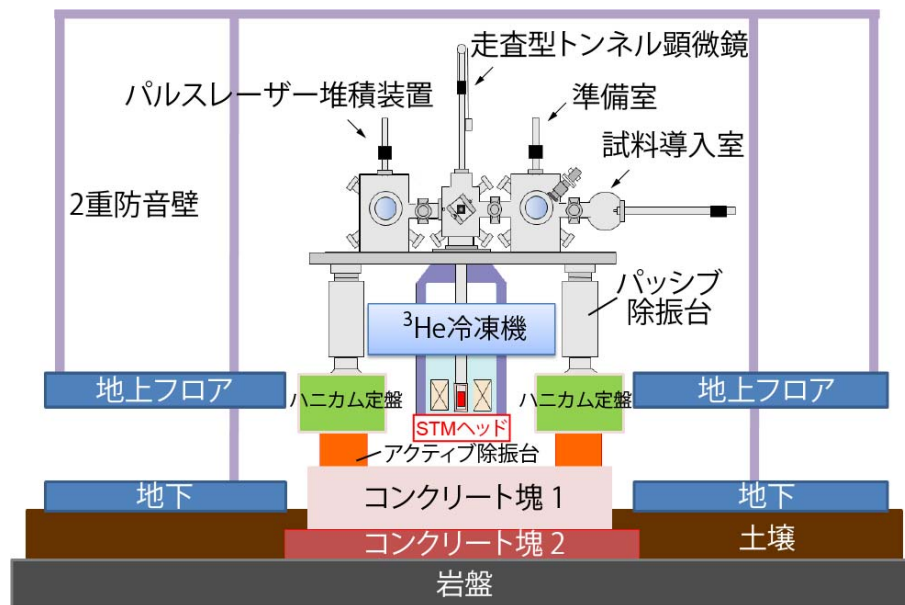 走査型トンネル顕微鏡
パルスレーザー堆積装置
準備室
試料導入室
2重防音壁
パッシブ
除振台
³He冷凍機
地上フロア
ハニカム定盤
ハニカム定盤
地上フロア
STMヘッド
アクティブ除振台
地下
コンクリート塊 1
地下
コンクリート塊 2
土壌
岩盤